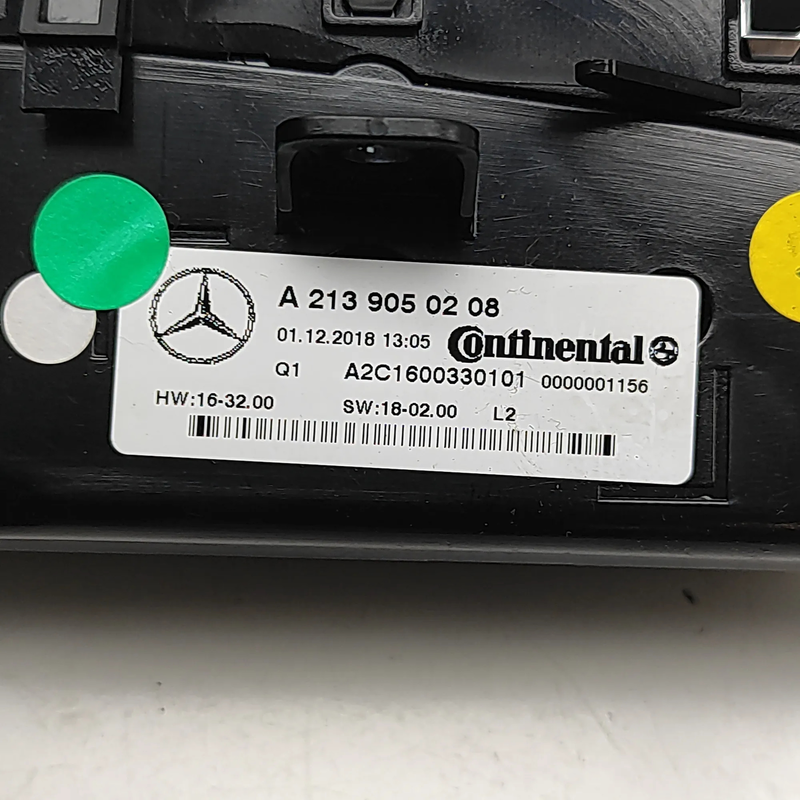 A 213 905 02 08
01.12.2018 13:05 Continental
Q1 A2C1600330101 0000001156
HW:16-32.00 SW:18-02.00 L2